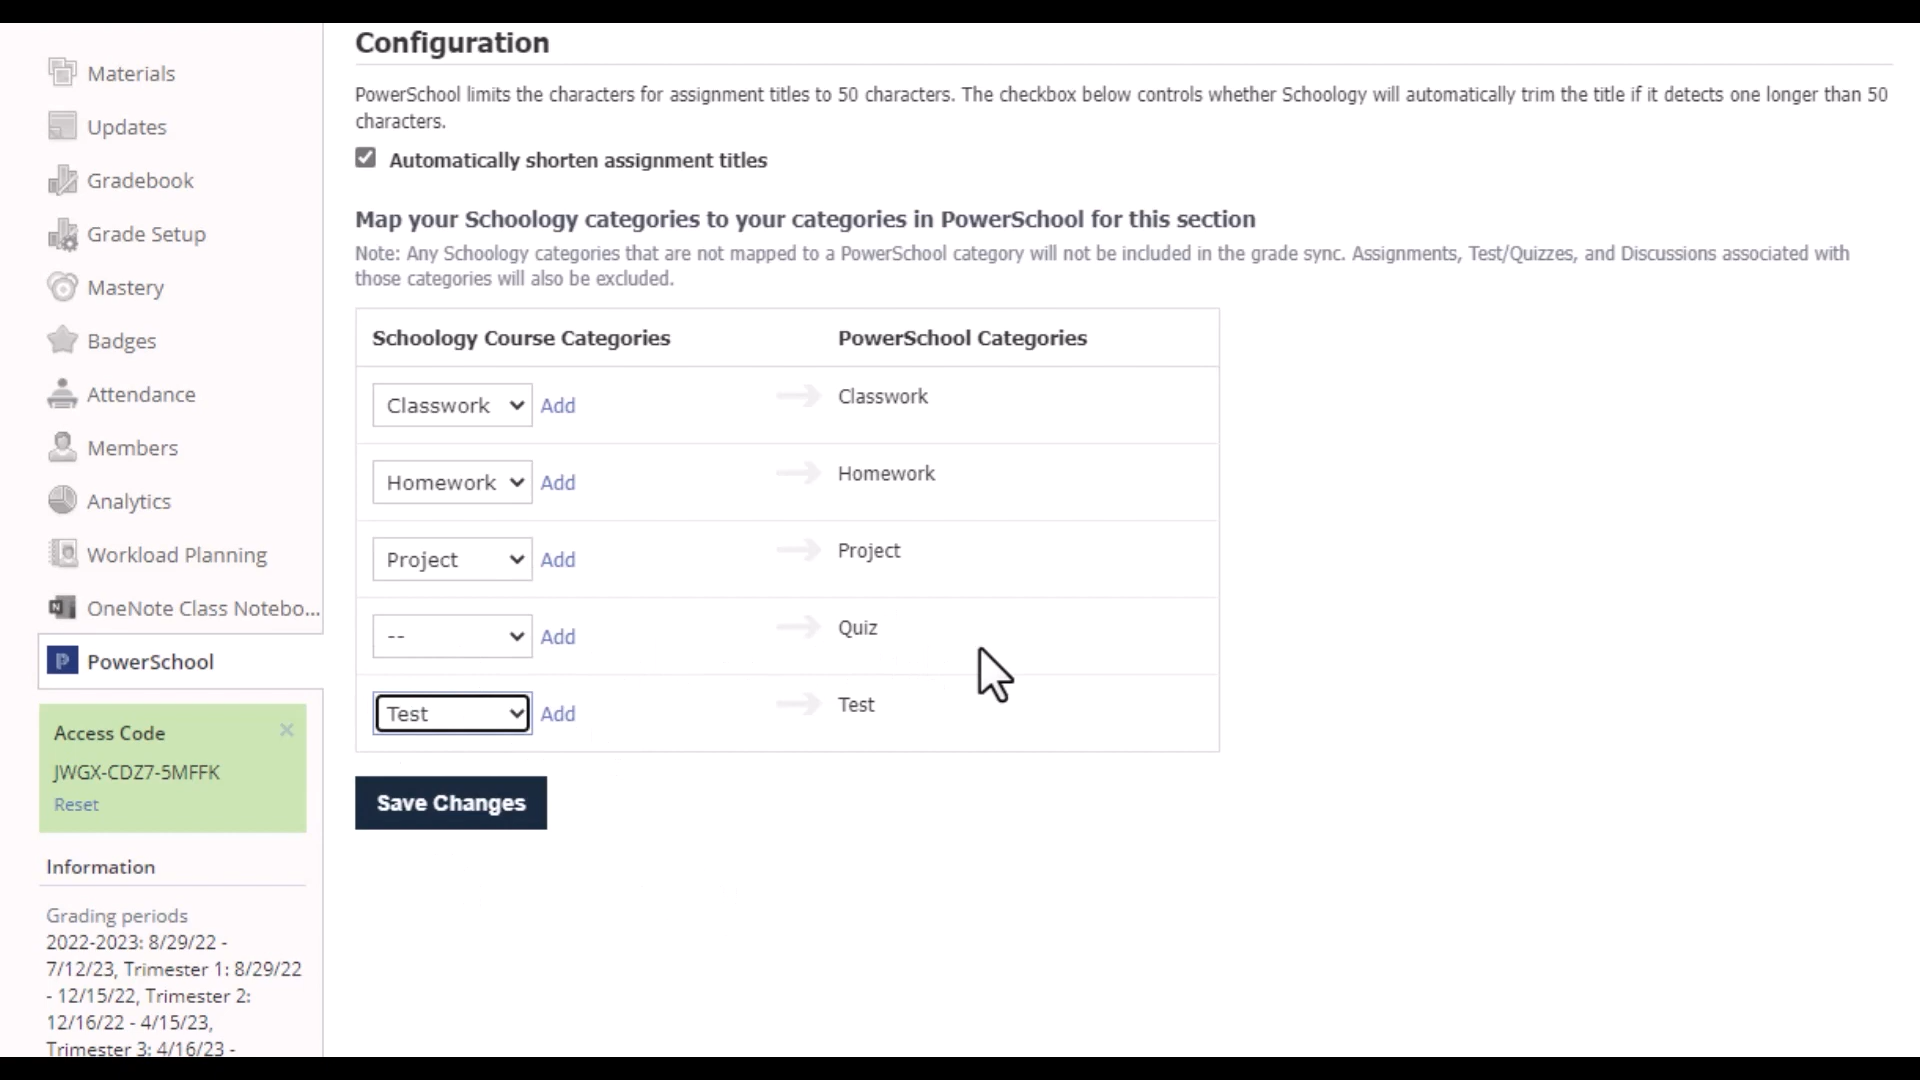 Materials
Updates
Gradebook
Grade Setup
Mastery
Badges
Attendance
Members
Analytics
Workload Planning
OneNote Class Notebo...
PowerSchool
Access Code
JWGX-CDZ7-5MFFK
Reset
Information
Grading periods
2022-2023: 8/29/22 -
7/12/23, Trimester 1: 8/29/22
- 12/15/22, Trimester 2:
12/16/22 - 4/15/23,
Trimester 3: 4/16/23 -
Configuration
PowerSchool limits the characters for assignment titles to 50 characters. The checkbox below controls whether Schoology will automatically trim the title if it detects one longer than 50
characters.
Automatically shorten assignment titles
Map your Schoology categories to your categories in PowerSchool for this section
Note: Any Schoology categories that are not mapped to a PowerSchool category will not be included in the grade sync. Assignments, Test/Quizzes, and Discussions associated with
those categories will also be excluded.
Schoology Course Categories PowerSchool Categories
Classwork Add Classwork
Homework Add Homework
Project Add Project
-- Add Quiz
Test Add Test
Save Changes